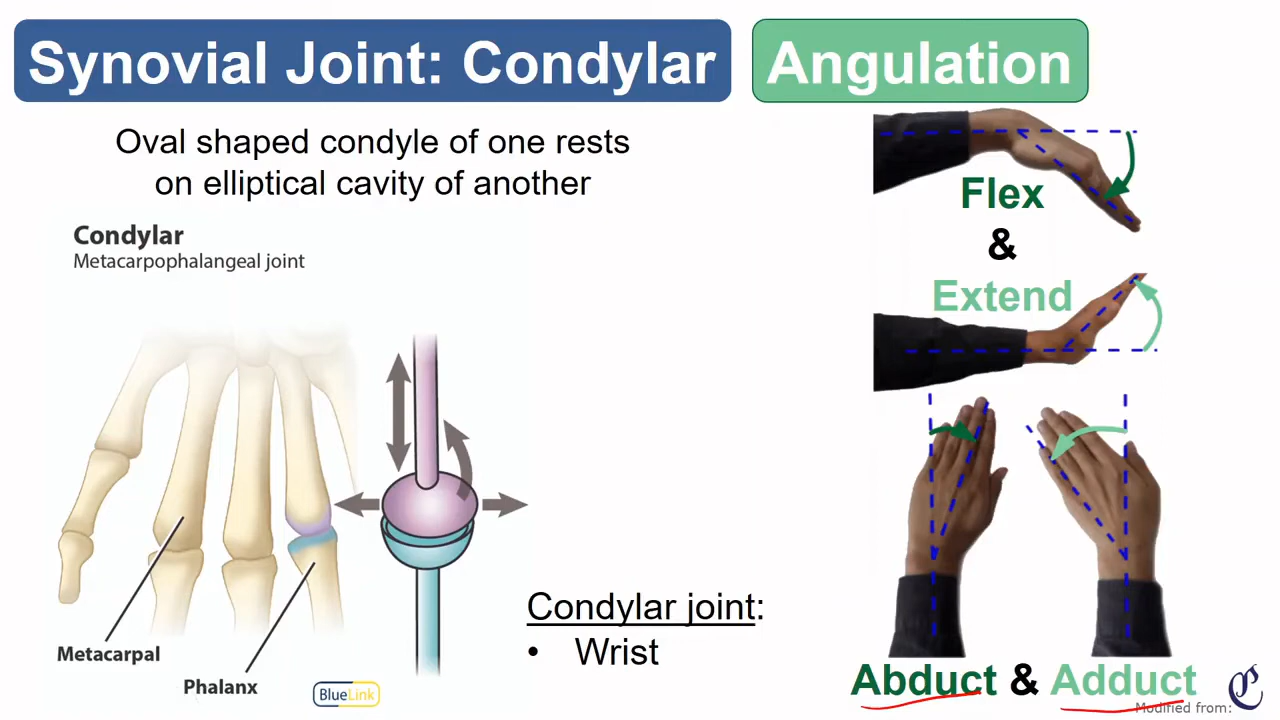 Synovial Joint: Condylar
Angulation
Oval shaped condyle of one rests
on elliptical cavity of another
Condylar
Metacarpophalangeal joint
Metacarpal
Phalanx
BlueLink
Condylar joint:
• Wrist
Flex
&
Extend
Abduct & Adduct
Modified from: